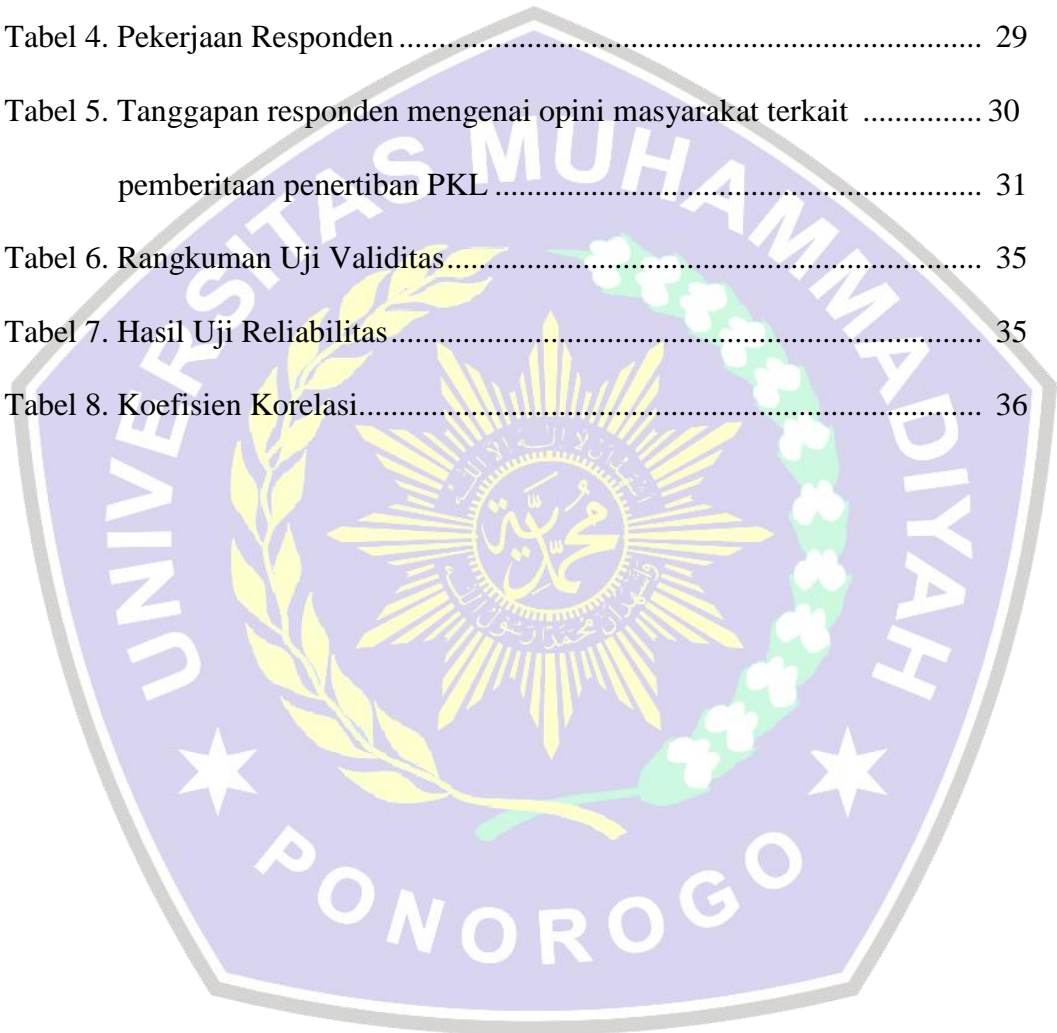 Tabel 4. Pekerjaan Responden ........................................................................... 29
Tabel 5. Tanggapan responden mengenai opini masyarakat terkait ............... 30
pemberitaan penertiban PKL ............................................................... 31
Tabel 6. Rangkuman Uji Validitas..................................................................... 35
Tabel 7. Hasil Uji Reliabilitas............................................................................ 35
Tabel 8. Koefisien Korelasi................................................................................ 36
UNIVERSITAS MUHAMMADIYAH
محمدية
PONOROGO